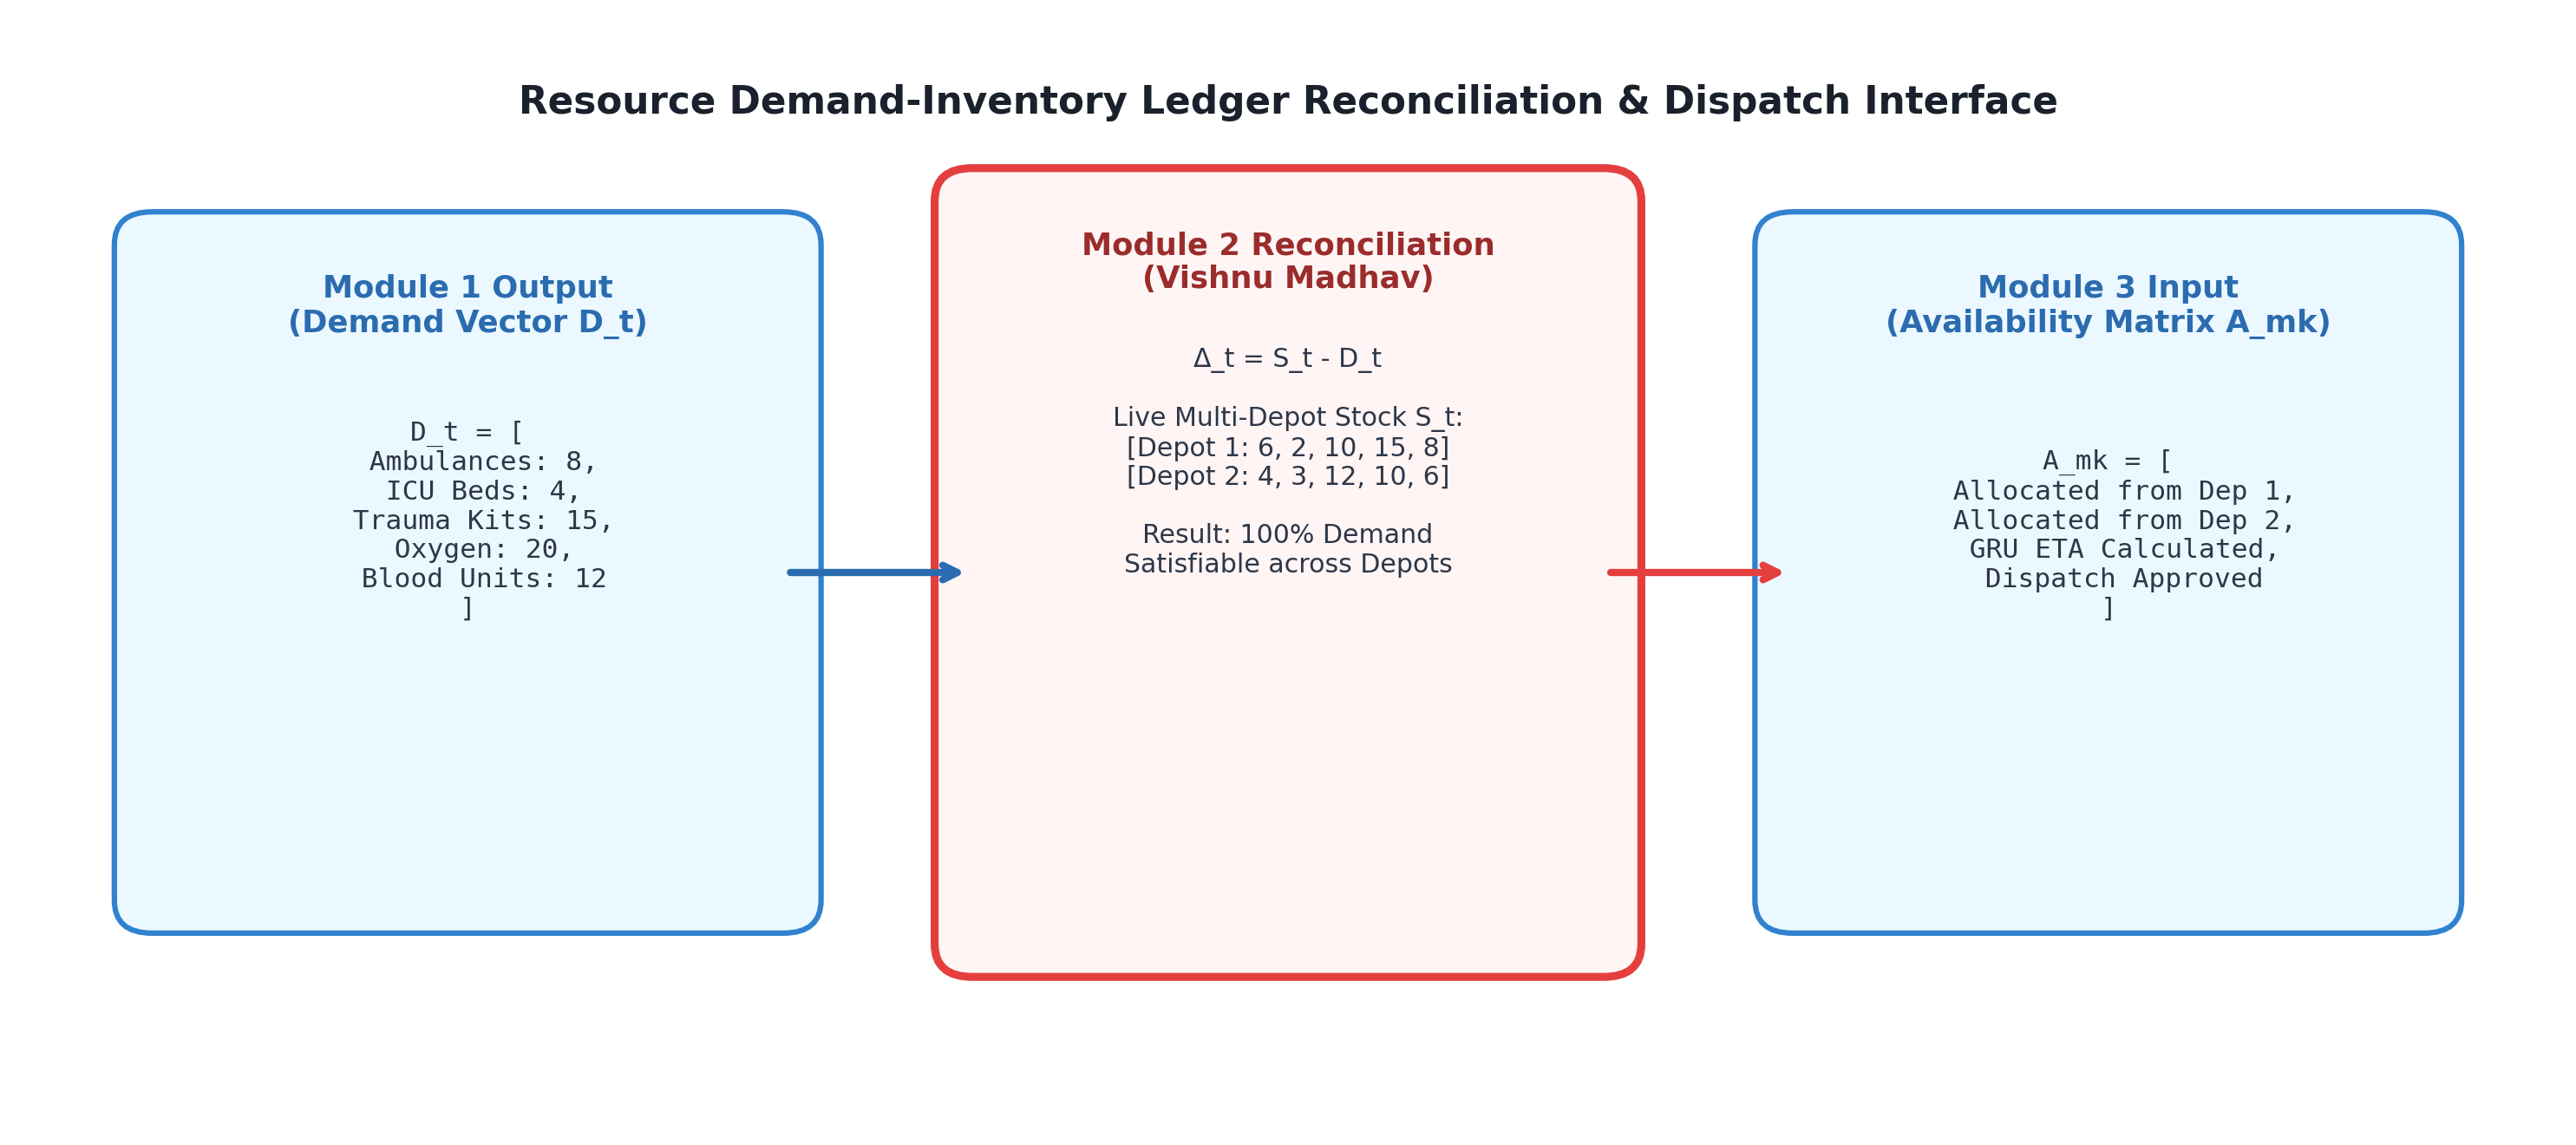 Resource Demand-Inventory Ledger Reconciliation & Dispatch Interface
Module 1 Output
(Demand Vector D_t)
D_t = [
Ambulances: 8,
ICU Beds: 4,
Trauma Kits: 15,
Oxygen: 20,
Blood Units: 12
]
Module 2 Reconciliation
(Vishnu Madhav)
Δ_t = S_t - D_t
Live Multi-Depot Stock S_t:
[Depot 1: 6, 2, 10, 15, 8]
[Depot 2: 4, 3, 12, 10, 6]
Result: 100% Demand
Satisfiable across Depots
Module 3 Input
(Availability Matrix A_mk)
A_mk = [
Allocated from Dep 1,
Allocated from Dep 2,
GRU ETA Calculated,
Dispatch Approved
]